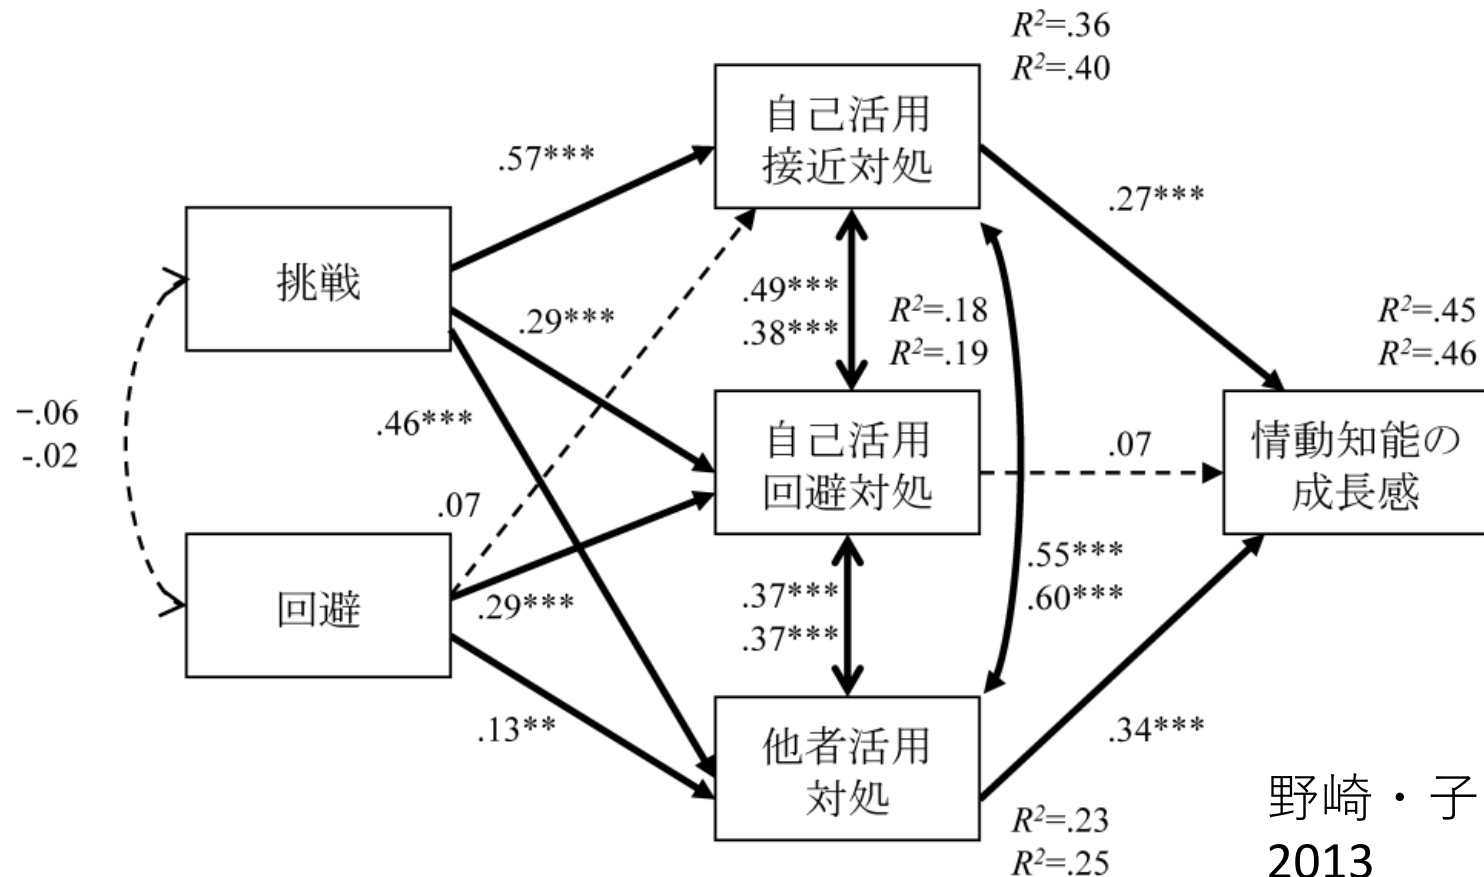 R²=.36
R²=.40
自己活用
接近対処
.57***
.27***
挑戦
.49***
.38***
R²=.18
R²=.19
.29***
R²=.45
R²=.46
−.06
-.02
.46***
自己活用
回避対処
.07
情動知能の
成長感
.07
回避
.29***
.37***
.37***
.55***
.60***
.13**
他者活用
対処
.34***
R²=.23
R²=.25
野崎・子
2013